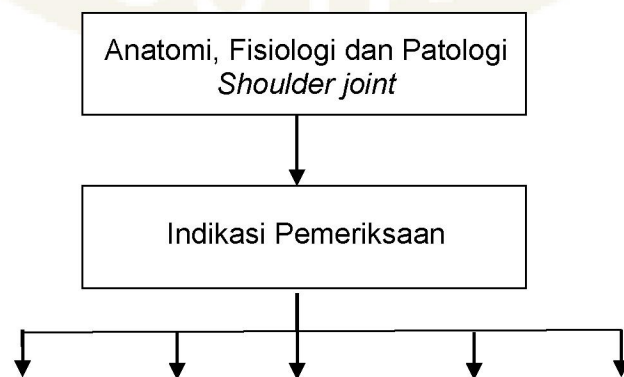 Anatomi, Fisiologi dan Patologi
Shoulder joint
Indikasi Pemeriksaan